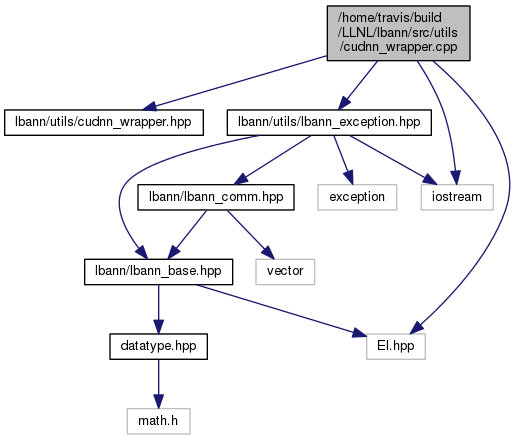 /home/travis/build
/LLNL/lbann/src/utils
/cudnn_wrapper.cpp
lbann/utils/cudnn_wrapper.hpp
lbann/utils/lbann_exception.hpp
lbann/lbann_comm.hpp
exception
iostream
lbann/lbann_base.hpp
vector
datatype.hpp
El.hpp
math.h